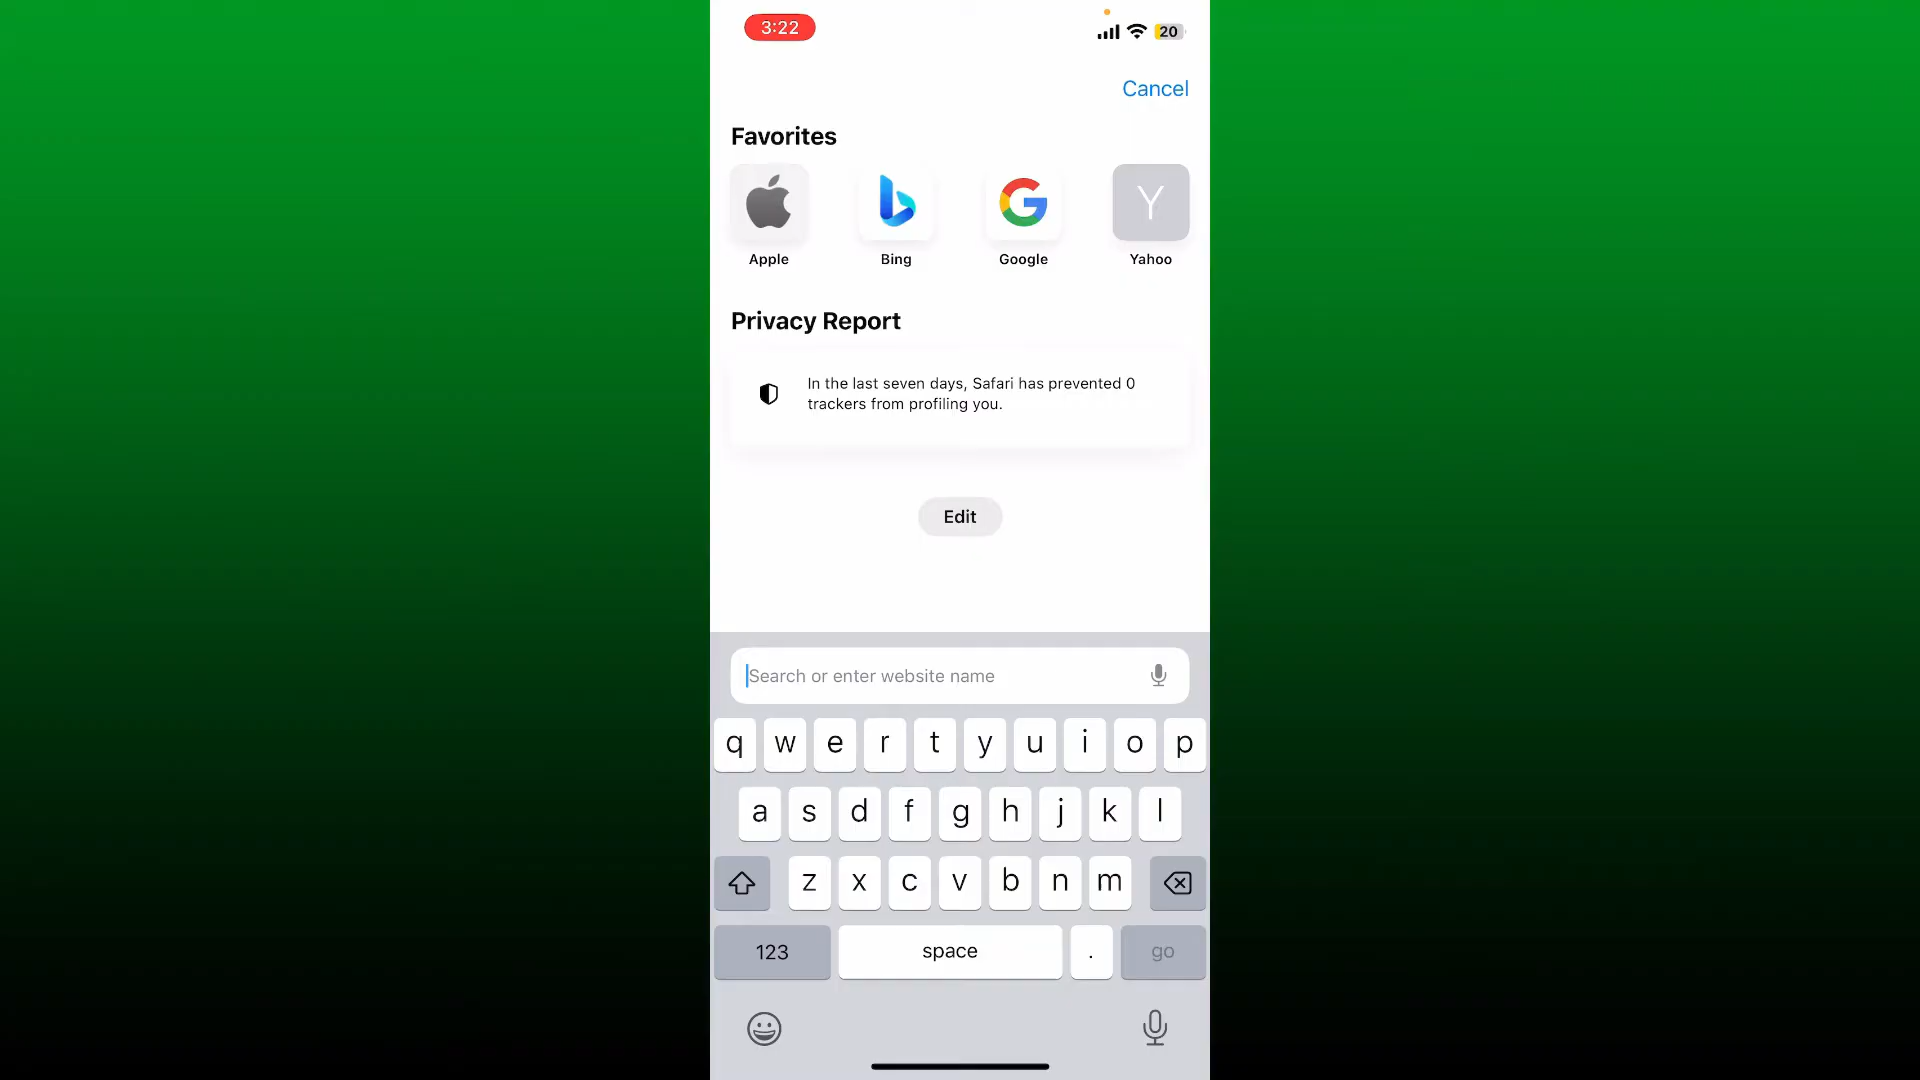 3:22
20
Cancel
Favorites
Y
Apple
Bing
Google
Yahoo
Privacy Report
In the last seven days, Safari has prevented 0
trackers from profiling you.
Edit
Search or enter website name
q w e r t y u i o p
a s d f g h j k l
z x c v b n m
123 space . go